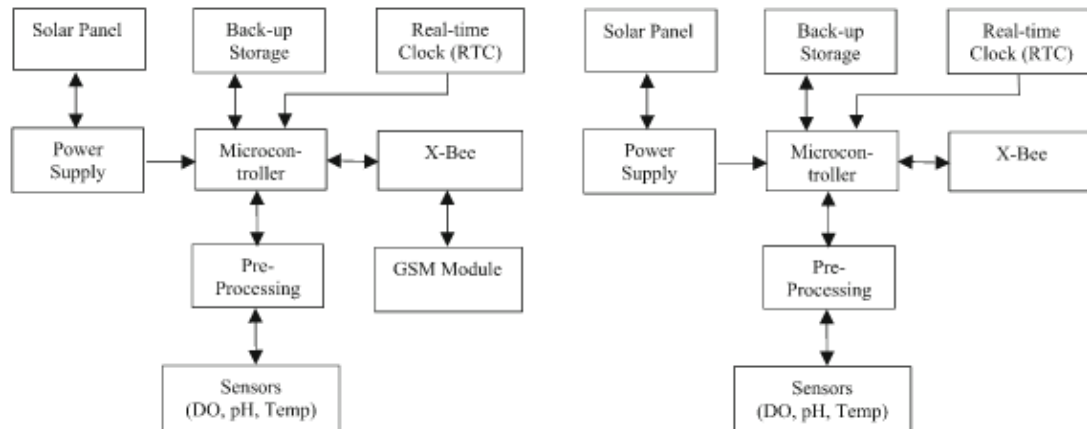 Solar Panel
Back-up
Storage
Real-time
Clock (RTC)
Power
Supply
Microcon-
troller
X-Bee
Pre-
Processing
GSM Module
Sensors
(DO, pH, Temp)
Solar Panel
Back-up
Storage
Real-time
Clock (RTC)
Power
Supply
Microcon-
troller
X-Bee
Pre-
Processing
Sensors
(DO, pH, Temp)